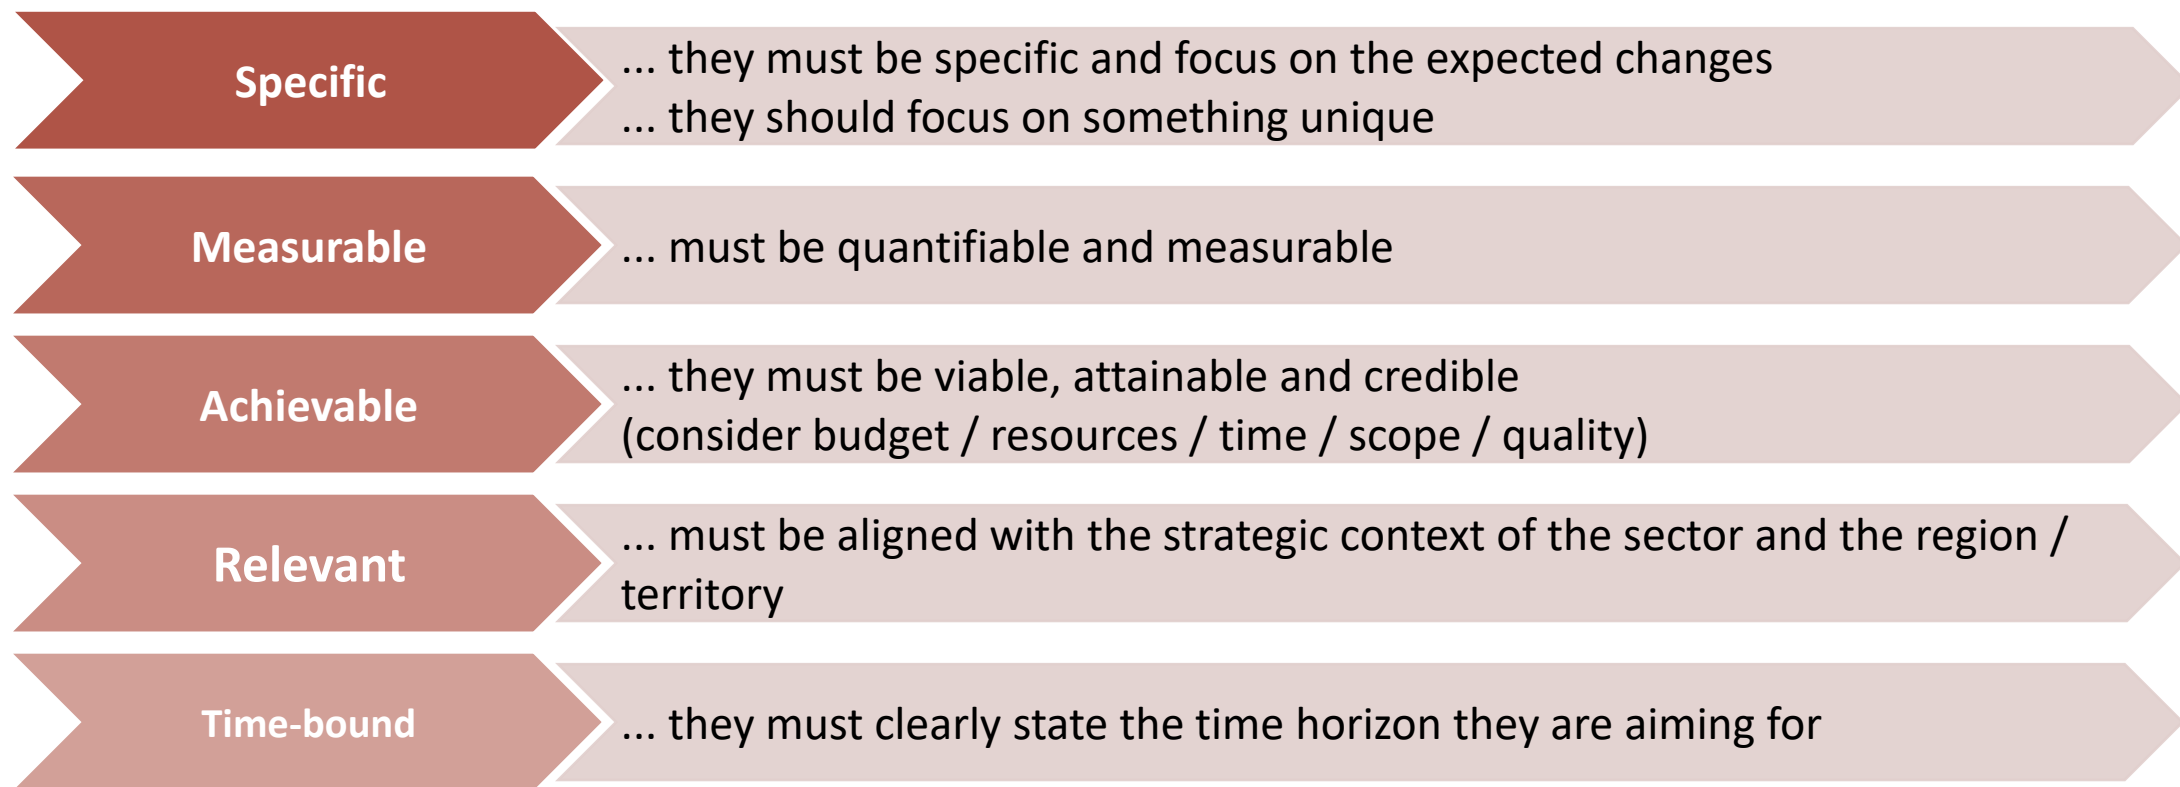 Specific
... they must be specific and focus on the expected changes
... they should focus on something unique
Measurable
... must be quantifiable and measurable
Achievable
... they must be viable, attainable and credible
(consider budget / resources / time / scope / quality)
Relevant
... must be aligned with the strategic context of the sector and the region /
territory
Time-bound
... they must clearly state the time horizon they are aiming for